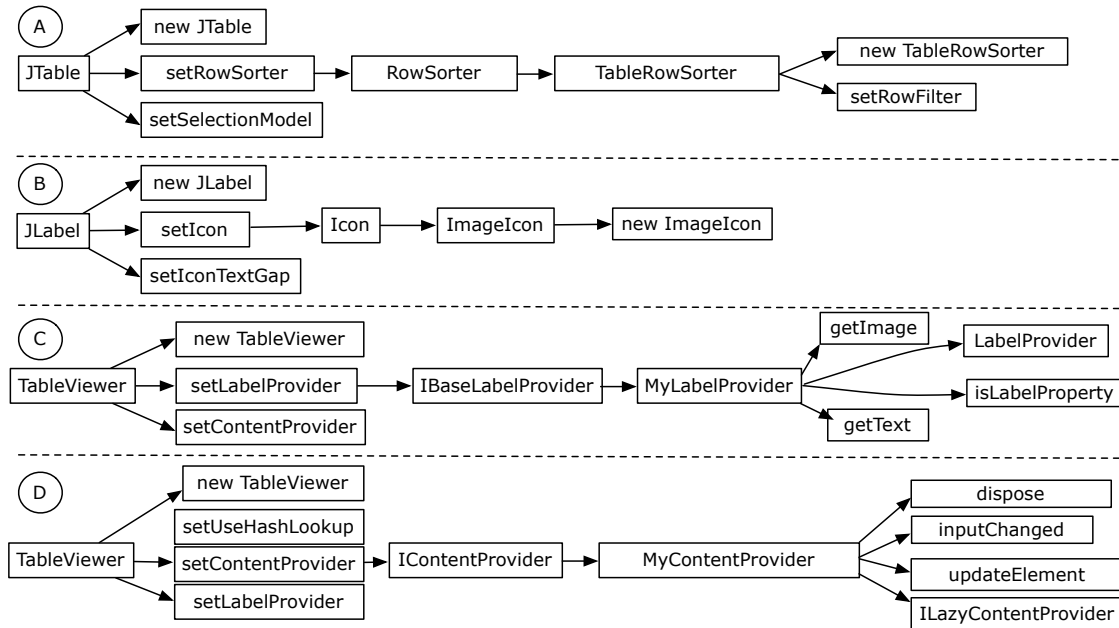 A
new JTable
new TableRowSorter
JTable
setRowSorter
RowSorter
TableRowSorter
setRowFilter
setSelectionModel
B
new JLabel
JLabel
setIcon
Icon
ImageIcon
new ImageIcon
setIconTextGap
C
new TableViewer
getImage
LabelProvider
TableViewer
setLabelProvider
IBaseLabelProvider
MyLabelProvider
isLabelProperty
setContentProvider
getText
D
new TableViewer
dispose
setUseHashLookup
inputChanged
TableViewer
setContentProvider
IContentProvider
MyContentProvider
updateElement
setLabelProvider
ILazyContentProvider